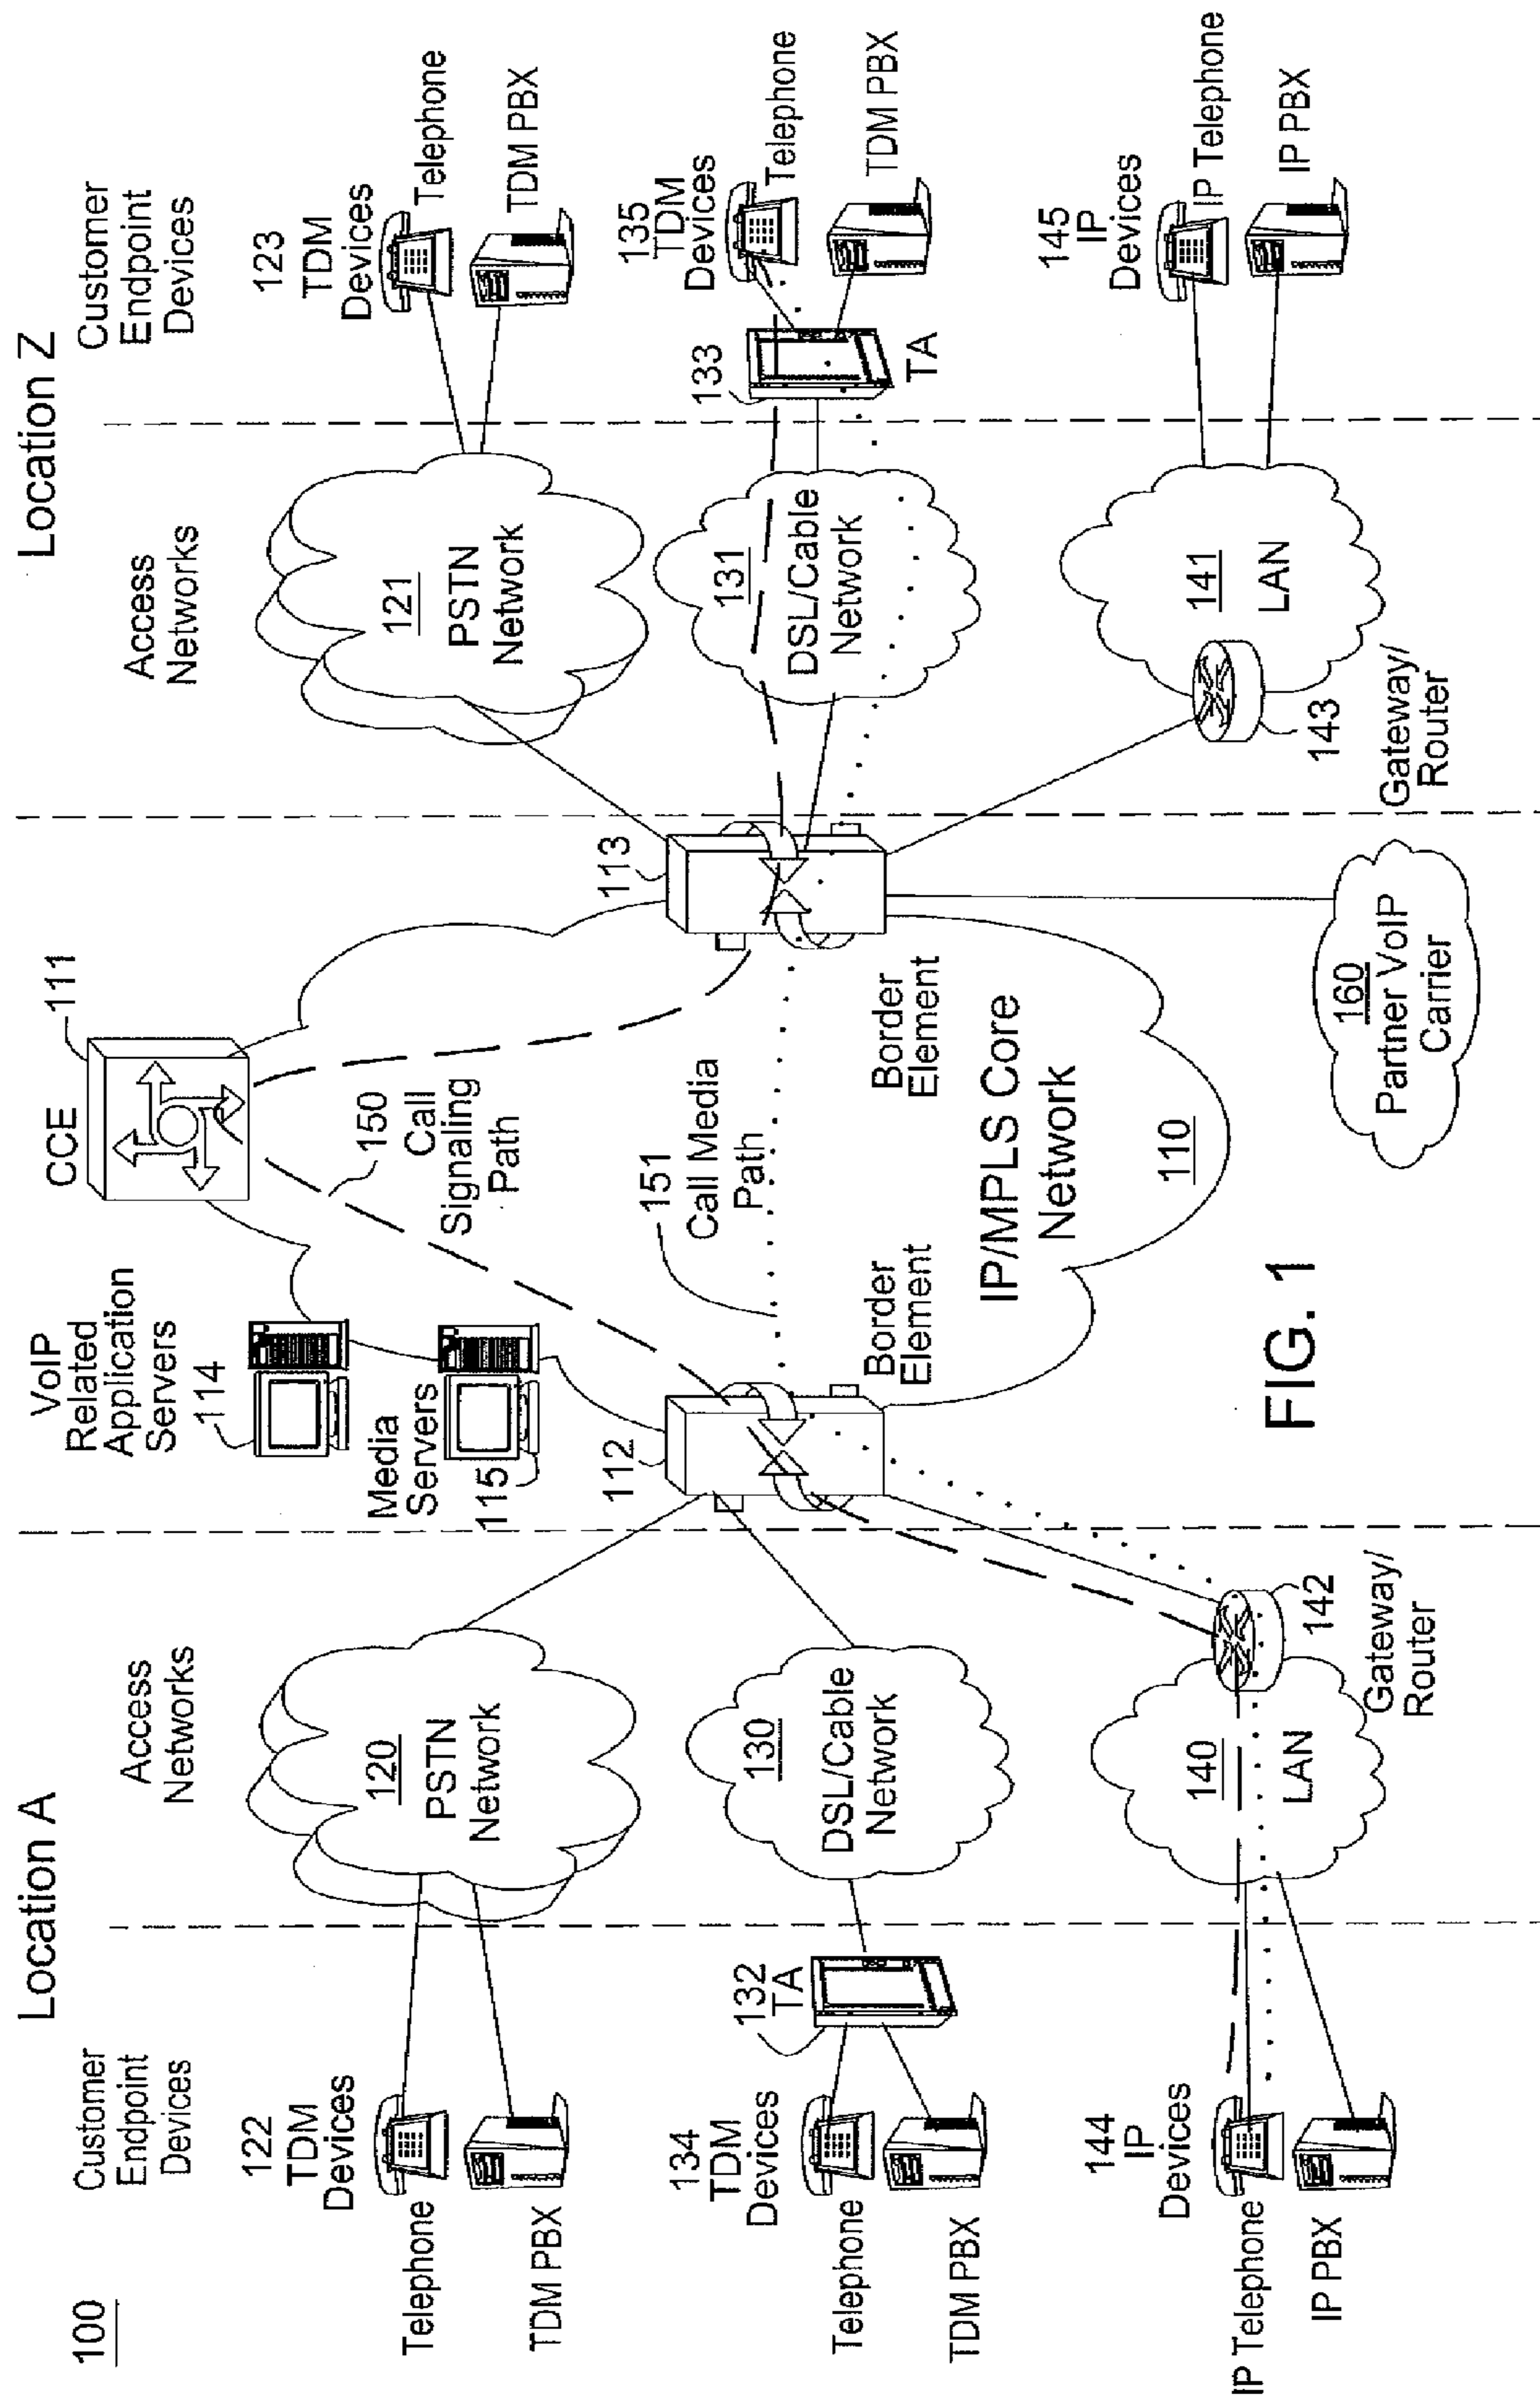 100
Location A
Location Z
Customer
Endpoint
Devices
Access
Networks
VoIP
Related
Application
Servers
114
CCE
111
Access
Networks
Customer
Endpoint
Devices
122
TDM
Devices
Telephone
TDM PBX
120
PSTN
Network
Media
Servers
115
150
Call
Signaling
Path
121
PSTN
Network
123
TDM
Devices
Telephone
TDM PBX
134
TDM
Devices
Telephone
TDM PBX
132
TA
130
DSL/Cable
Network
112
Border
Element
151
Call Media
Path
113
Border
Element
131
DSL/Cable
Network
133
TA
135
TDM
Devices
Telephone
TDM PBX
IP/MPLS Core
Network
110
144
IP
Devices
IP Telephone
IP PBX
140
LAN
142
Gateway/
Router
160
Partner VoIP
Carrier
141
LAN
143
Gateway/
Router
145
IP
Devices
IP Telephone
IP PBX
FIG. 1